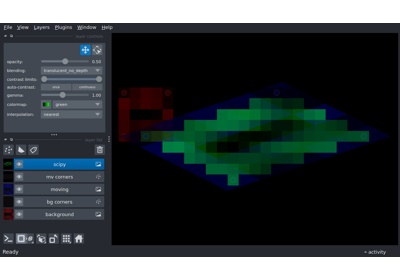 File View Layers Plugins Window Help
opacity: 0.50
blending: translucent_no_depth
contrast limits:
auto-contrast: once continuous
gamma: 1.00
colormap: green
interpolation: nearest
scipy
mv corners
moving
bg corners
background
Ready activity